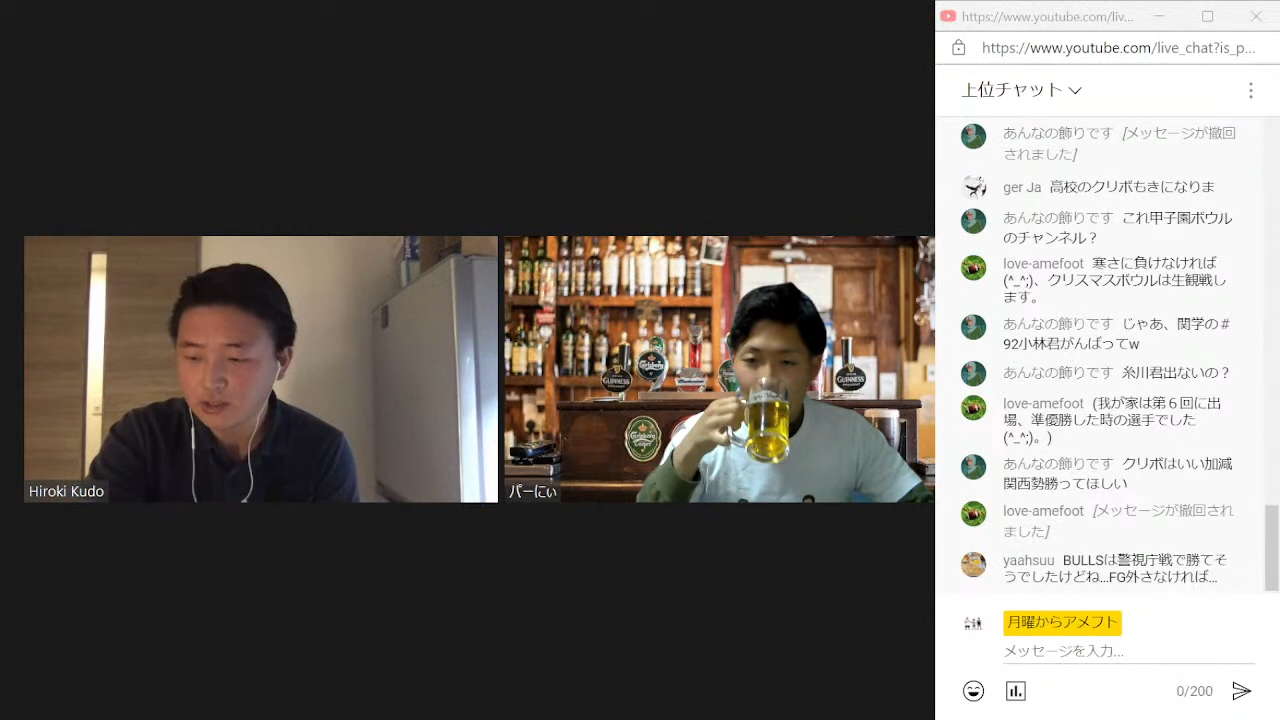 https://www.youtube.com/liv...
https://www.youtube.com/live_chat?is_p...
上位チャット
あんなの飾りです [メッセージが撤回
されました]
ger Ja 高校のクリボもきになりま
あんなの飾りです これ甲子園ボウル
のチャンネル？
love-amefoot 寒さに負けなければ
(^_^;)、クリスマスボウルは生観戦し
ます。
あんなの飾りです じゃあ、関学の＃
92小林君がんばってw
あんなの飾りです 糸川君出ないの？
love-amefoot (我が家は第６回に出
場、準優勝した時の選手でした
(^_^;)。)
あんなの飾りです クリボはいい加減
関西勢勝ってほしい
love-amefoot [メッセージが撤回され
ました]
yaahsuu BULLSは警視庁戦で勝てそ
うでしたけどね...FG外さなければ...
月曜からアメフト
メッセージを入力...
0/200
Hiroki Kudo
パーにい
GUINNESS
Carlsberg
GUINNESS
Carlsberg